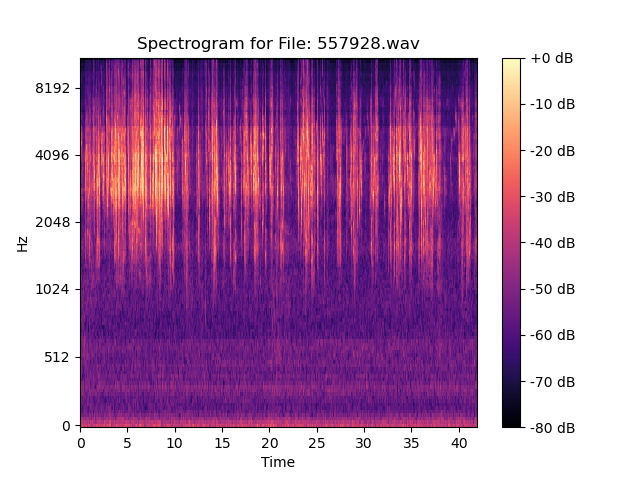 Spectrogram for File: 557928.wav
8192
4096
2048
1024
512
0
Hz
0 5 10 15 20 25 30 35 40
Time
+0 dB
-10 dB
-20 dB
-30 dB
-40 dB
-50 dB
-60 dB
-70 dB
-80 dB